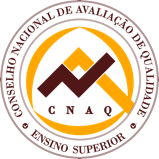 CONSELHO NACIONAL DE AVALIAÇÃO DE QUALIDADE
CNAQ
ENSINO SUPERIOR